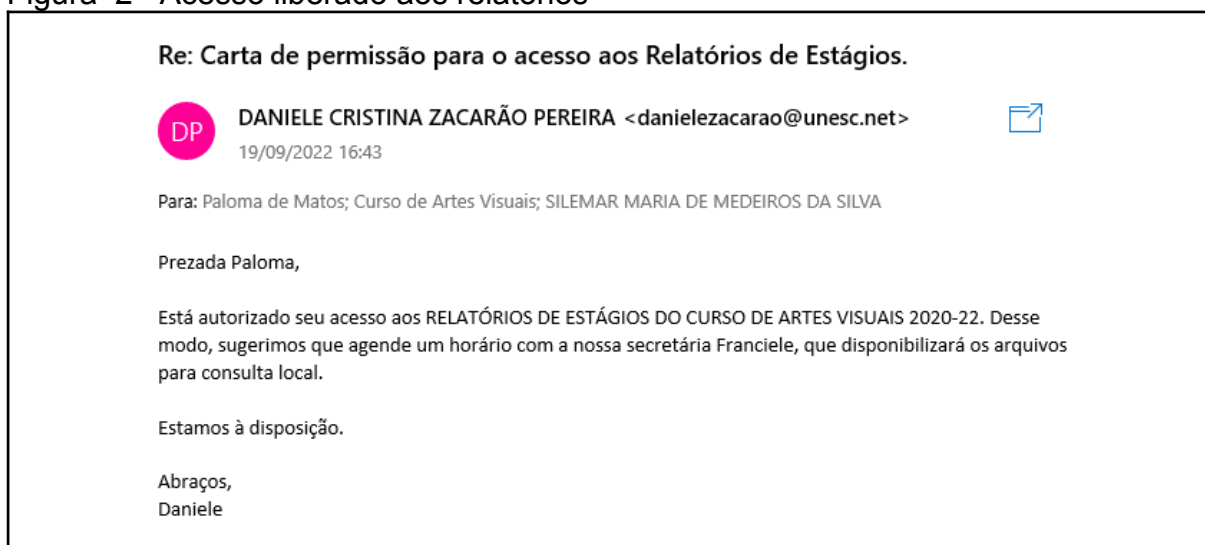 Figura 2 - Acesso liberado aos relatórios
Re: Carta de permissão para o acesso aos Relatórios de Estágios.
DP
DANIELE CRISTINA ZACARÃO PEREIRA <danielezacarao@unesc.net>
19/09/2022 16:43
Para: Paloma de Matos; Curso de Artes Visuais; SILEMAR MARIA DE MEDEIROS DA SILVA
Prezada Paloma,
Está autorizado seu acesso aos RELATÓRIOS DE ESTÁGIOS DO CURSO DE ARTES VISUAIS 2020-22. Desse
modo, sugerimos que agende um horário com a nossa secretária Franciele, que disponibilizará os arquivos
para consulta local.
Estamos à disposição.
Abraços,
Daniele